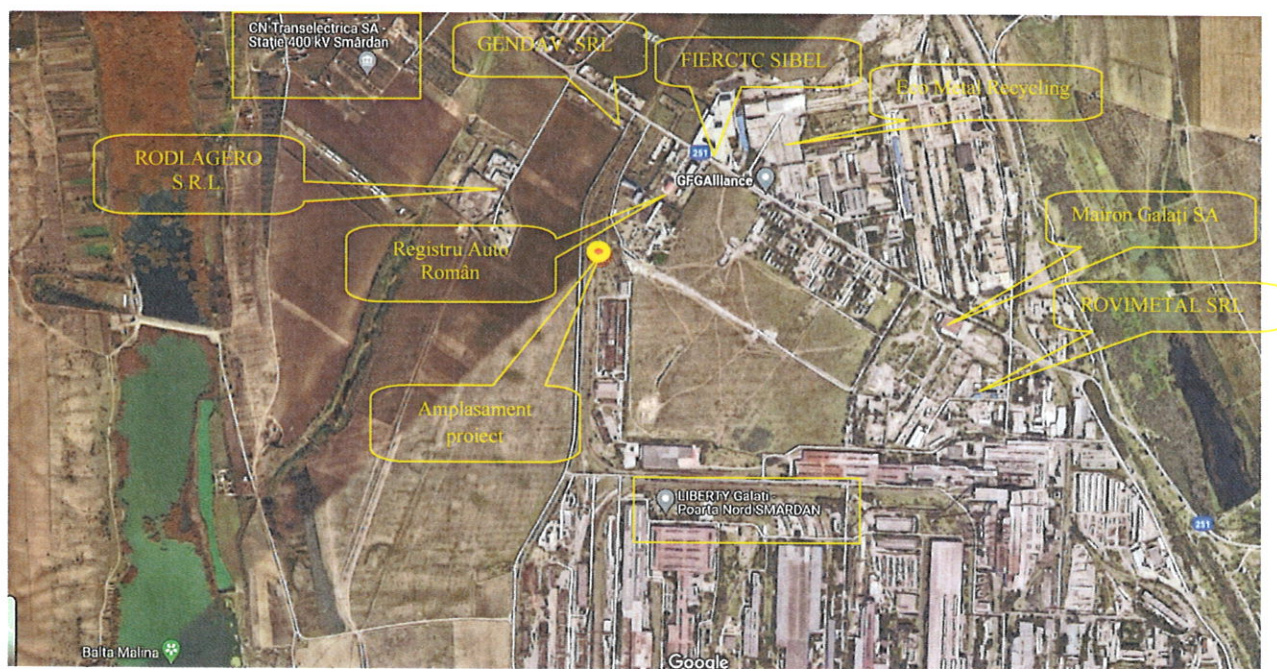 CN Transelectrica SA -
Stație 400 kV Smârdan
GENDAV SRL
FIERCTC SIBEL
Eco Metal Recycling
RODLAGERO
S.R.L.
251
GFGAlliance
Mairon Galați SA
Registru Auto
Român
ROVIMETAL SRL
Amplasament
proiect
LIBERTY Galați -
Poarta Nord SMARDAN
251
Balta Malina
Google